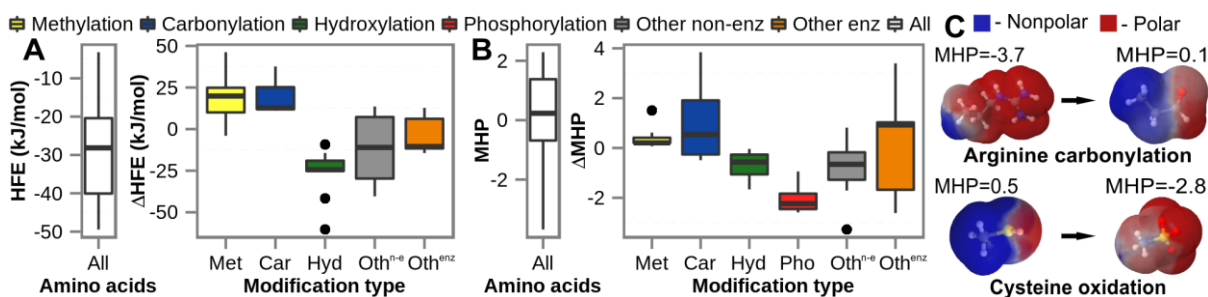 Methylation Carbonylation Hydroxylation Phosphorylation Other non-enz Other enz All
A
HFE (kJ/mol)
-10
-20
-30
-40
-50
All
Amino acids
ΔHFE (kJ/mol)
50
25
0
-25
-50
Met Car Hyd Othⁿ⁻ᵉ Othᵉⁿᶻ
Modification type
B
MHP
2
0
-2
All
Amino acids
ΔMHP
4
2
0
-2
Met Car Hyd Pho Othⁿ⁻ᵉ Othᵉⁿᶻ
Modification type
C - Nonpolar - Polar
MHP=-3.7 MHP=0.1
Arginine carbonylation
MHP=0.5 MHP=-2.8
Cysteine oxidation